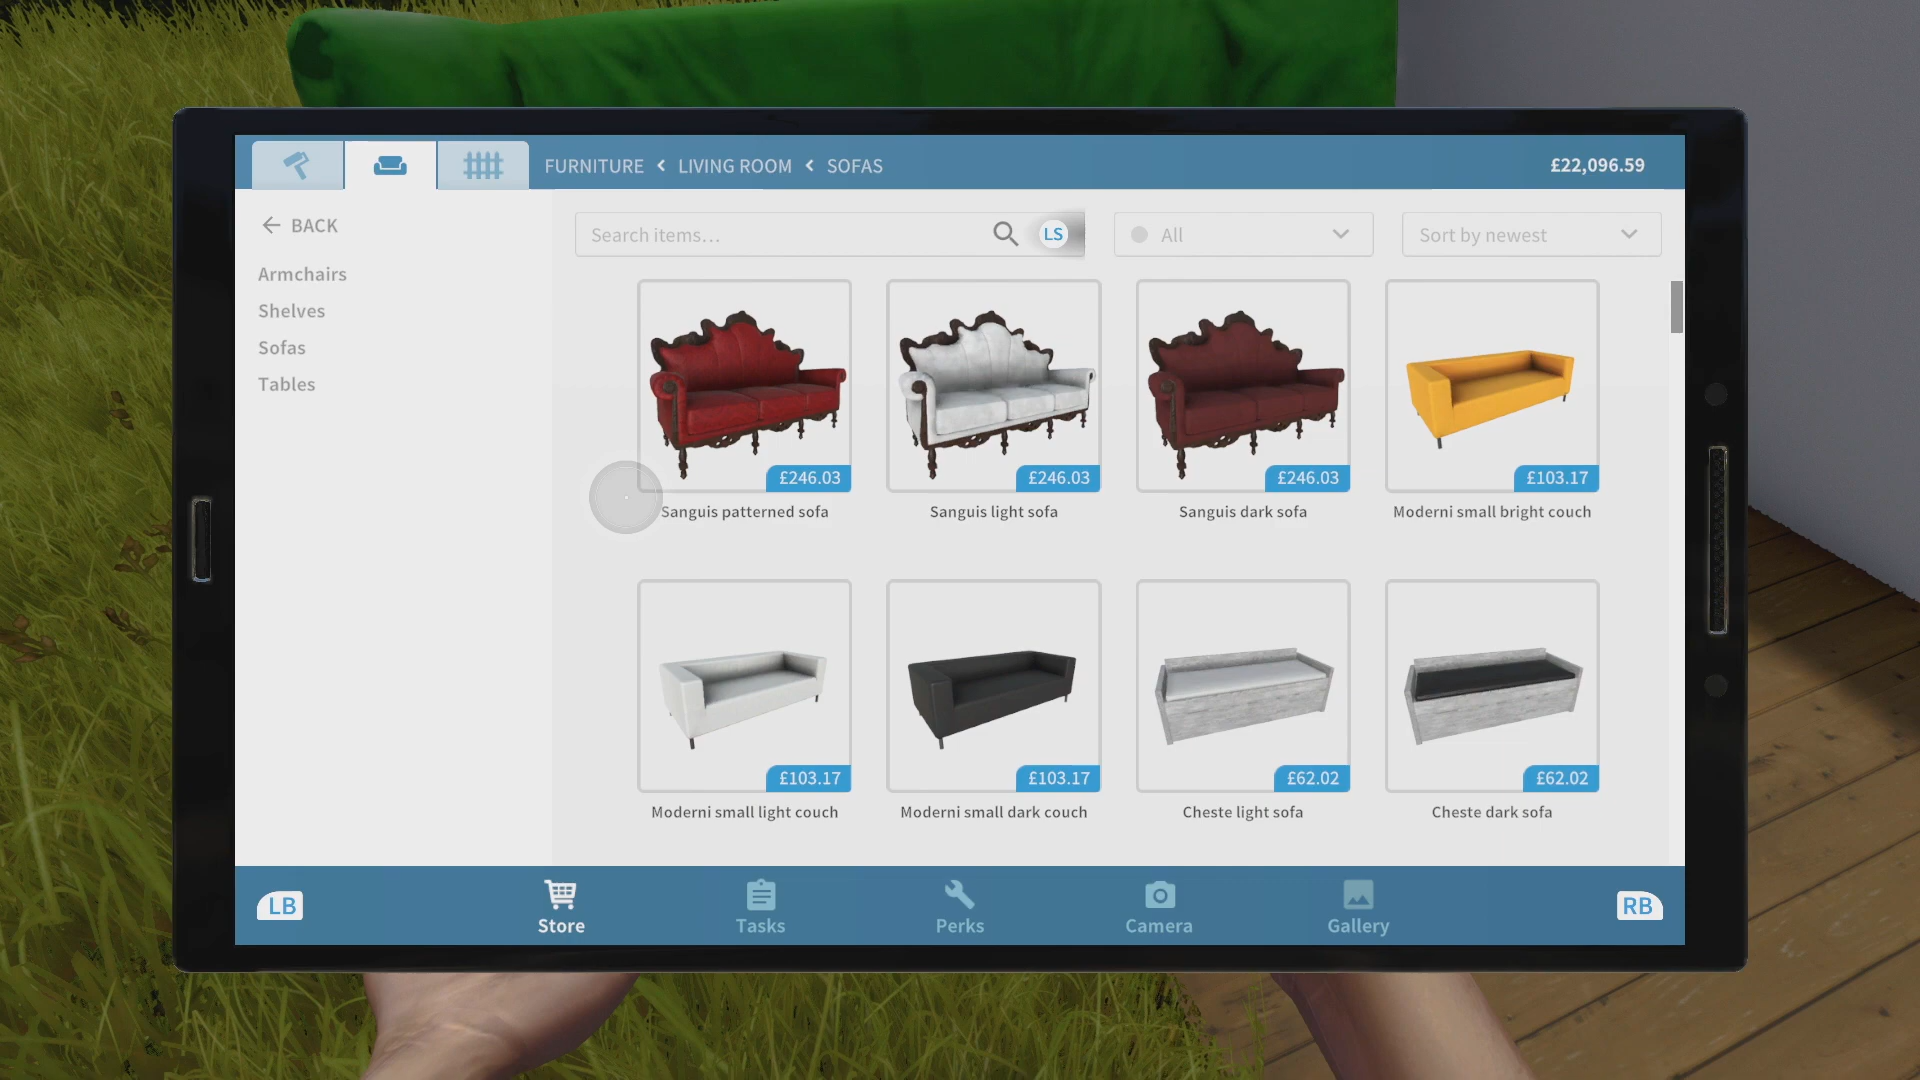 FURNITURE < LIVING ROOM < SOFAS
£22,096.59
BACK
Armchairs
Shelves
Sofas
Tables
Search items...
LS
All
Sort by newest
£246.03
£246.03
£246.03
£103.17
Sanguis patterned sofa
Sanguis light sofa
Sanguis dark sofa
Moderni small bright couch
£103.17
£103.17
£62.02
£62.02
Moderni small light couch
Moderni small dark couch
Cheste light sofa
Cheste dark sofa
LB
Store
Tasks
Perks
Camera
Gallery
RB